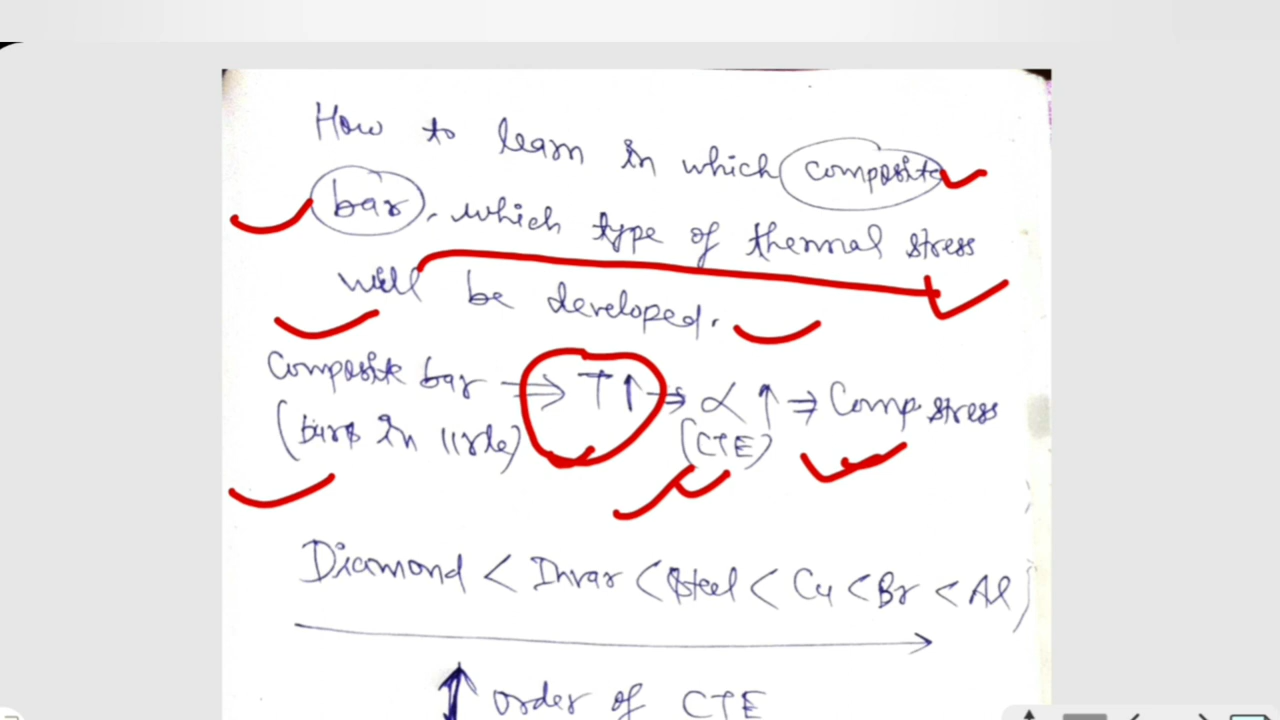 How to learn in which composite
bar, which type of thermal stress
will be developed.
Composite bar → T↑ ⇒ α↑ ⇒ Comp. stress
(bars in ||rde) (CTE)
Diamond < Invar < Steel < Cu < Br < Al
↑ order of CTE